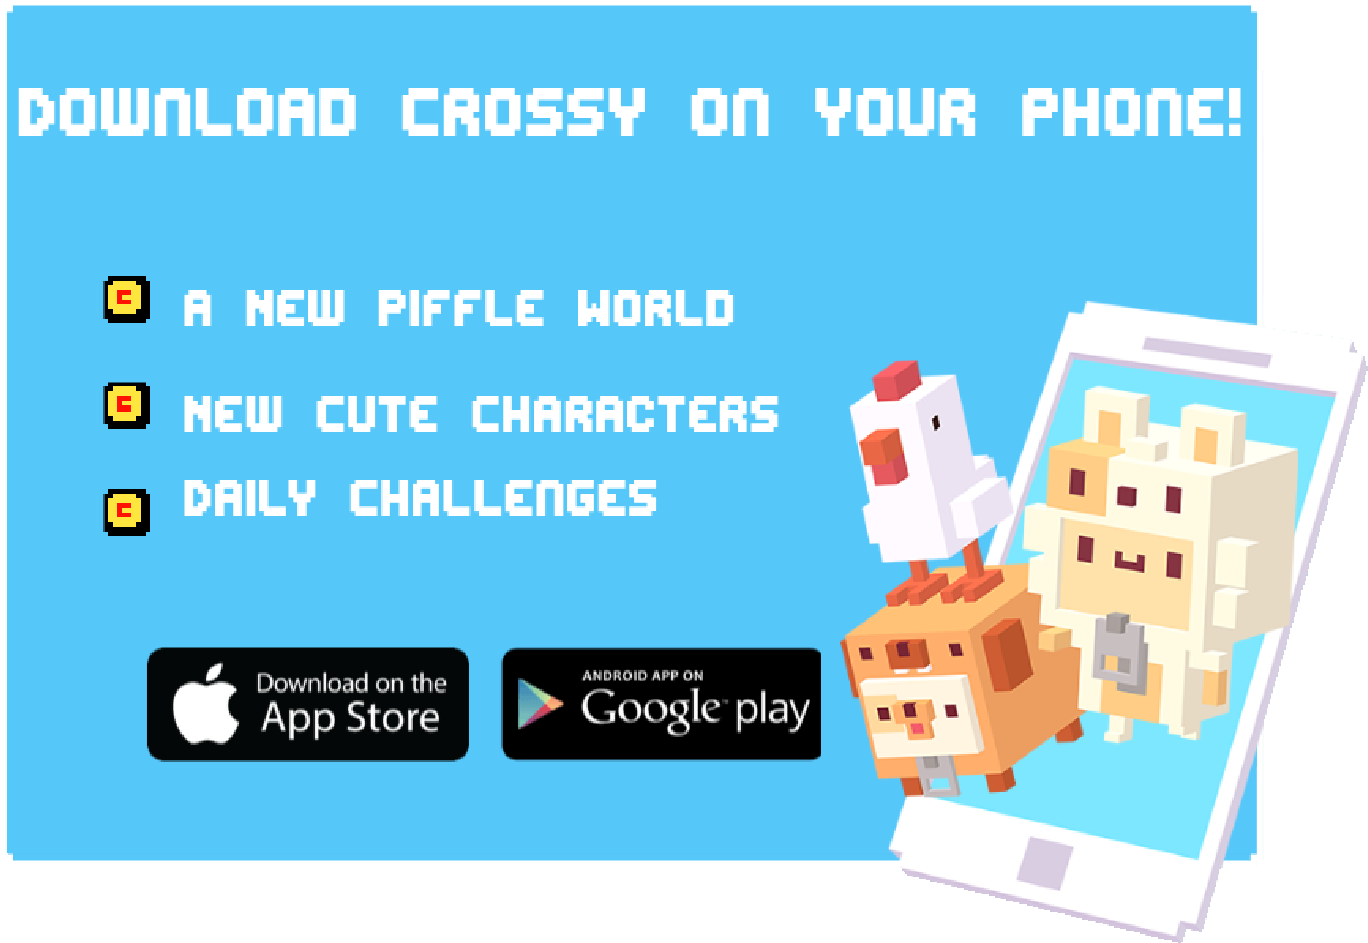 DOWNLOAD CROSSY ON YOUR PHONE!
C A NEW PIFFLE WORLD
C NEW CUTE CHARACTERS
C DAILY CHALLENGES
Download on the
App Store
ANDROID APP ON
Google play